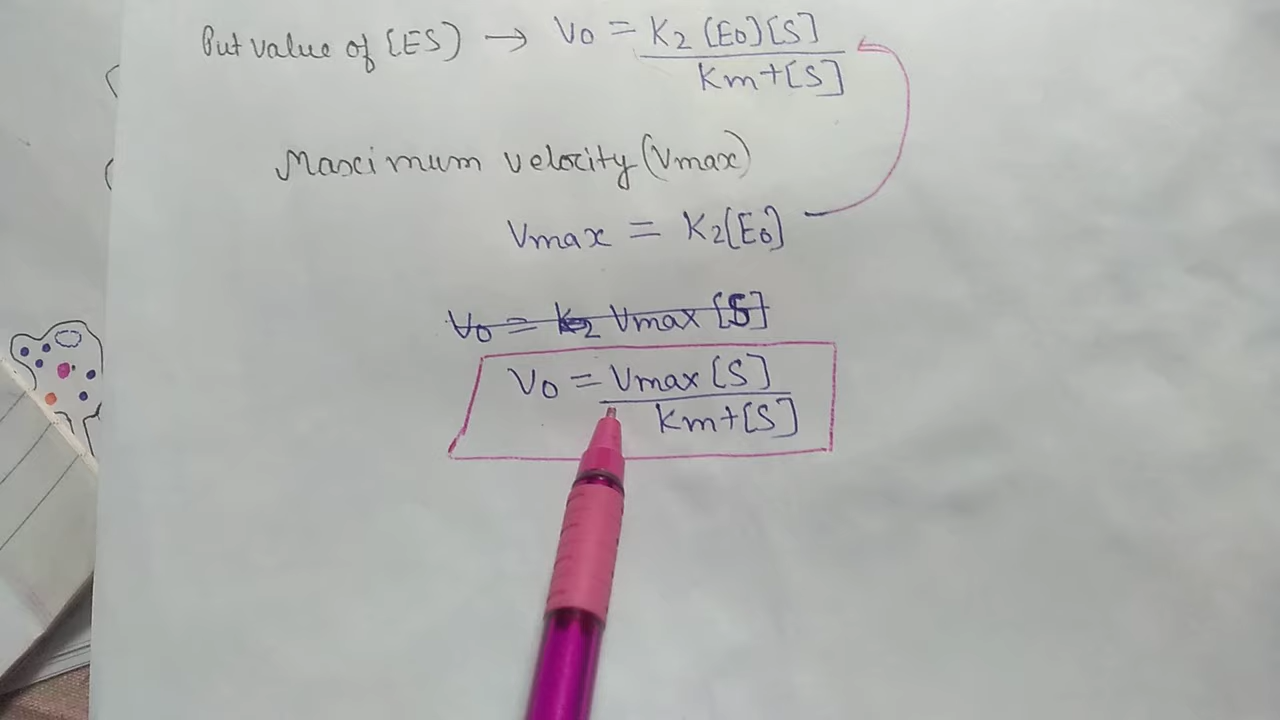 Put value of [ES) → V0 = K2 (E0)[S]
Km+[S]
Maximum velocity (Vmax)
Vmax = K2[E0]
V0 = K2 Vmax [S]
V0 = Vmax [S]
Km+[S]